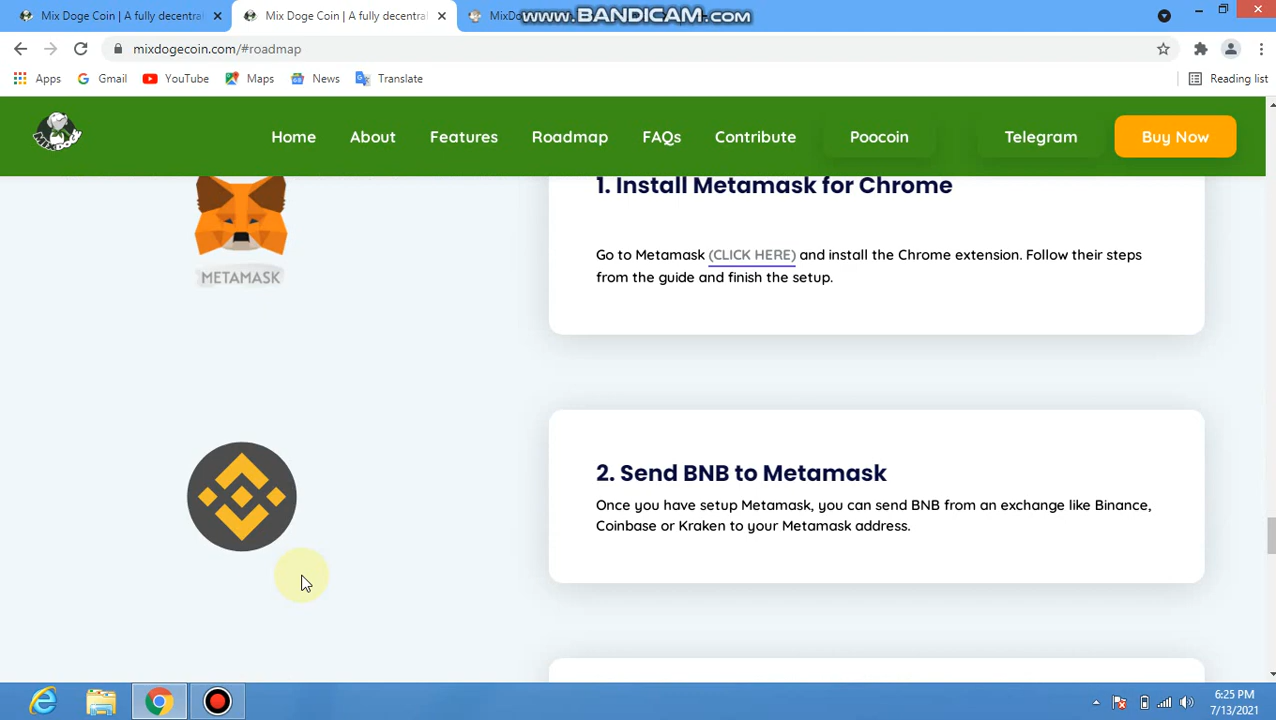 Mix Doge Coin | A fully decentral
Mix Doge Coin | A fully decentral
MixDo
www.BANDICAM.com
mixdogecoin.com/#roadmap
Apps
Gmail
YouTube
Maps
News
Translate
Reading list
Home
About
Features
Roadmap
FAQs
Contribute
Poocoin
Telegram
Buy Now
METAMASK
1. Install Metamask for Chrome
Go to Metamask (CLICK HERE) and install the Chrome extension. Follow their steps
from the guide and finish the setup.
2. Send BNB to Metamask
Once you have setup Metamask, you can send BNB from an exchange like Binance,
Coinbase or Kraken to your Metamask address.
6:25 PM
7/13/2021